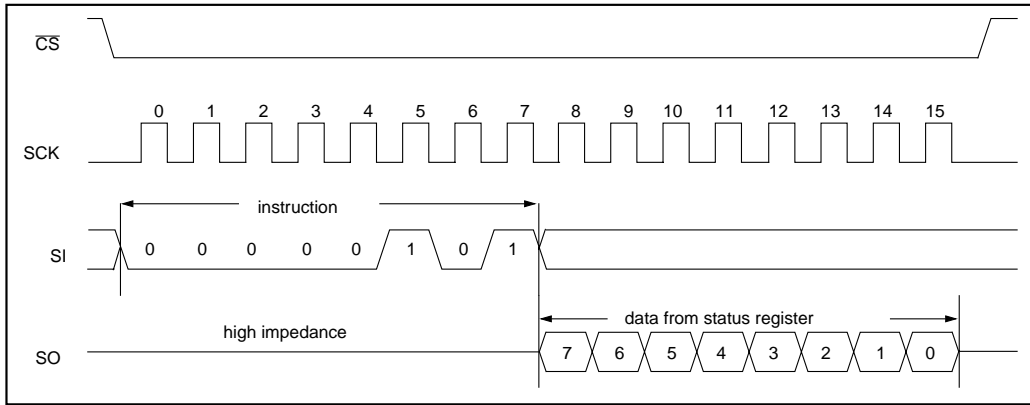 CS
0 1 2 3 4 5 6 7 8 9 10 11 12 13 14 15
SCK
instruction
SI
0 0 0 0 0 1 0 1
data from status register
high impedance
SO
7 6 5 4 3 2 1 0